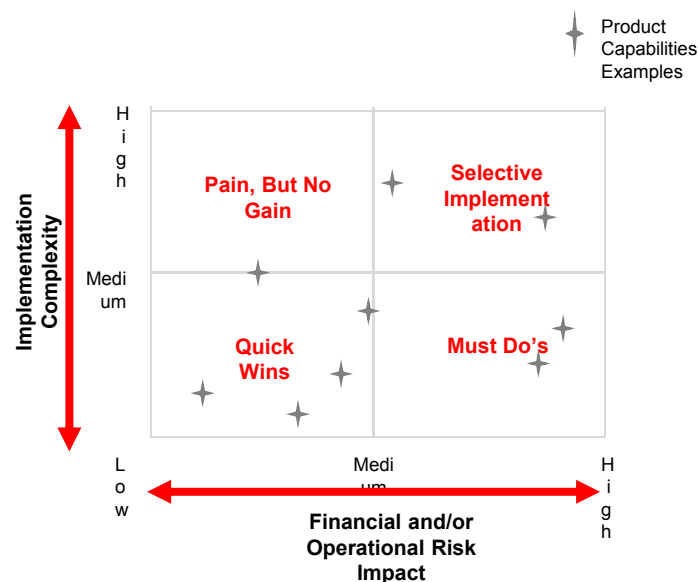 Product
Capabilities
Examples
H
i
g
h
Pain, But No
Gain
Selective
Implement
ation
Implementation
Complexity
Medi
um
Quick
Wins
Must Do's
L
o
w
Medi
um
H
i
g
h
Financial and/or
Operational Risk
Impact